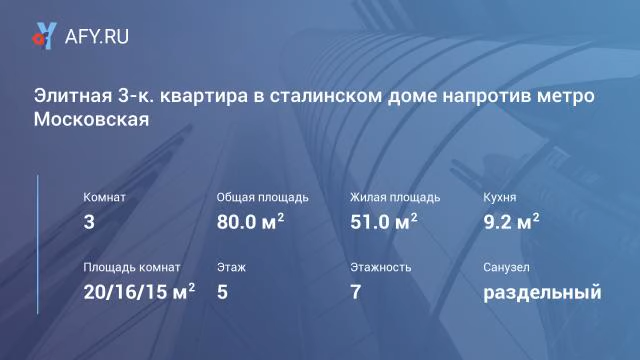 AFY.RU
Элитная 3-к. квартира в сталинском доме напротив метро
Московская
Комнат
Общая площадь
Жилая площадь
Кухня
3
80.0 м²
51.0 м²
9.2 м²
Площадь комнат
Этаж
Этажность
Санузел
20/16/15 м²
5
7
раздельный